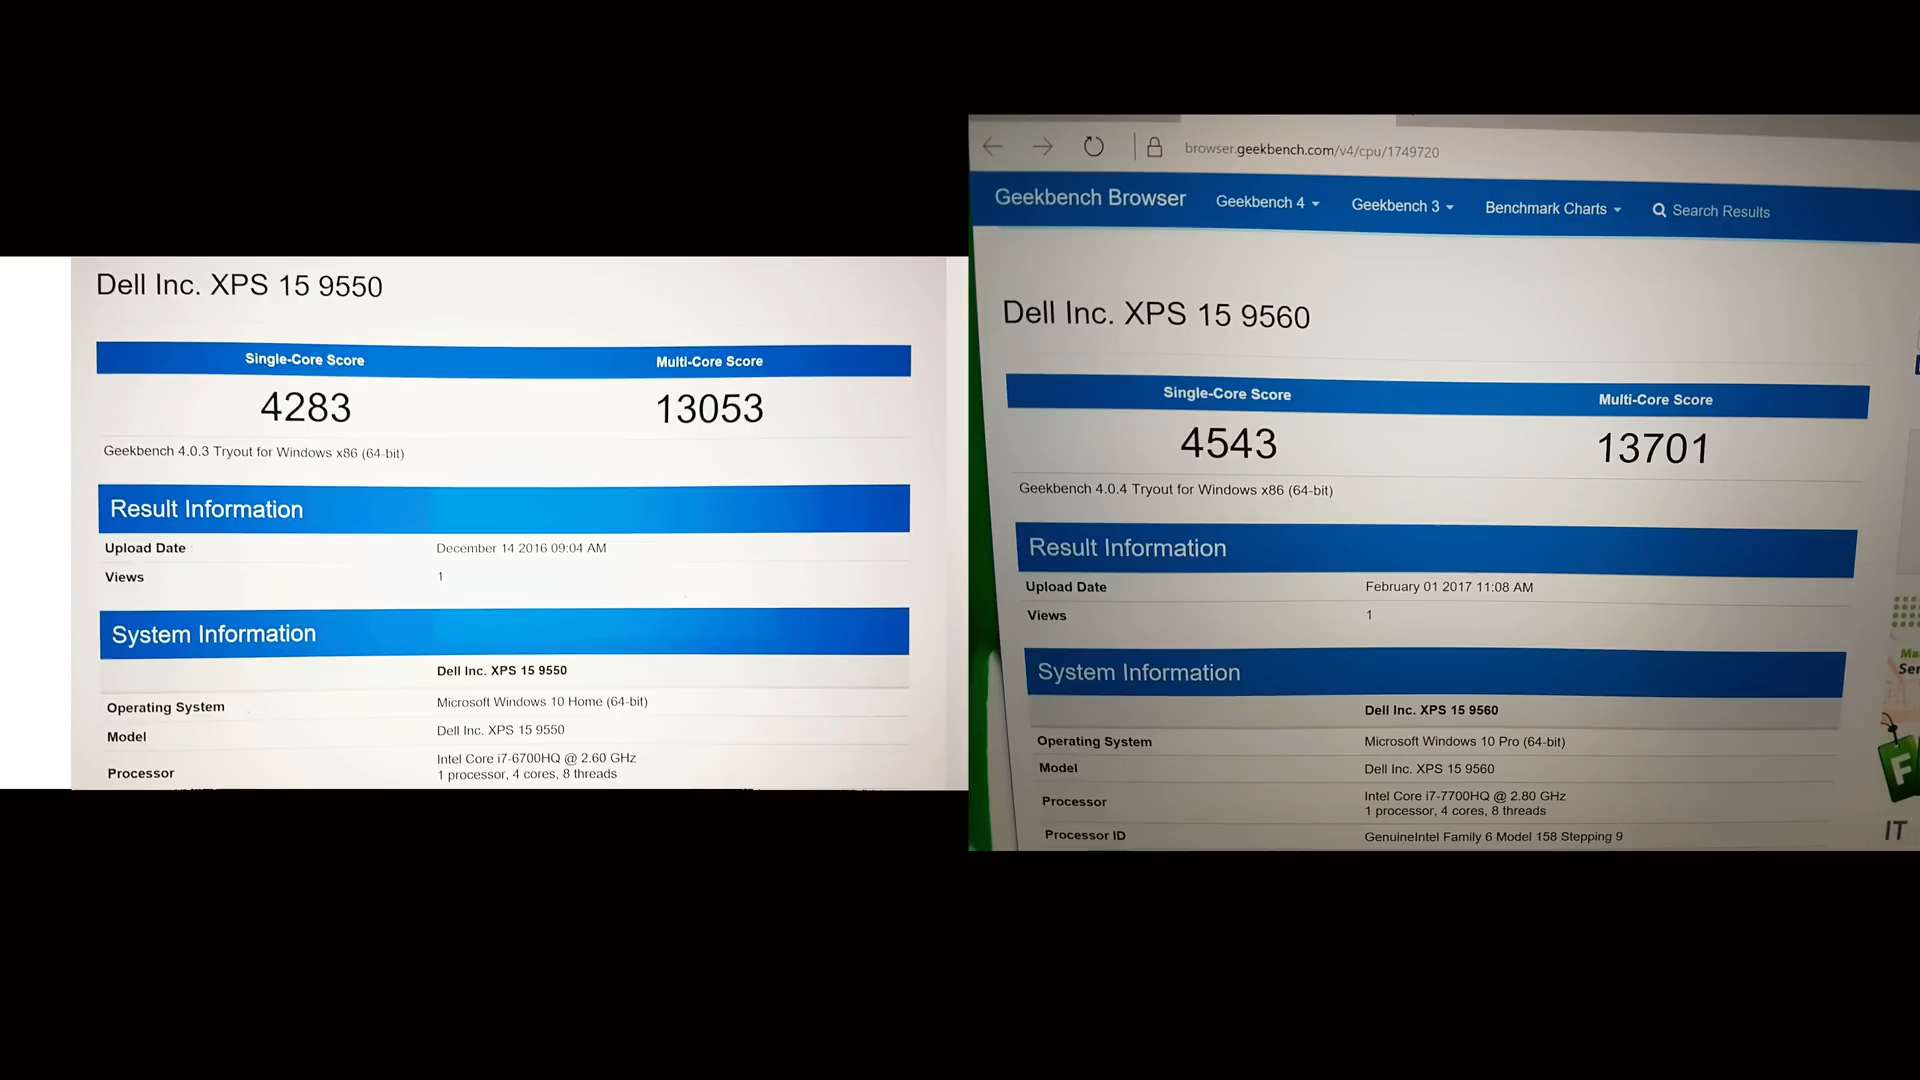 Dell Inc. XPS 15 9550
Single-Core Score Multi-Core Score
4283 13053
Geekbench 4.0.3 Tryout for Windows x86 (64-bit)
Result Information
Upload Date December 14 2016 09:04 AM
Views 1
System Information
Dell Inc. XPS 15 9550
Operating System Microsoft Windows 10 Home (64-bit)
Model Dell Inc. XPS 15 9550
Processor Intel Core i7-6700HQ @ 2.60 GHz
1 processor, 4 cores, 8 threads
browser.geekbench.com/v4/cpu/1749720
Geekbench Browser Geekbench 4 Geekbench 3 Benchmark Charts Search Results
Dell Inc. XPS 15 9560
Single-Core Score Multi-Core Score
4543 13701
Geekbench 4.0.4 Tryout for Windows x86 (64-bit)
Result Information
Upload Date February 01 2017 11:08 AM
Views 1
System Information
Dell Inc. XPS 15 9560
Operating System Microsoft Windows 10 Pro (64-bit)
Model Dell Inc. XPS 15 9560
Processor Intel Core i7-7700HQ @ 2.80 GHz
1 processor, 4 cores, 8 threads
Processor ID GenuineIntel Family 6 Model 158 Stepping 9
F
IT